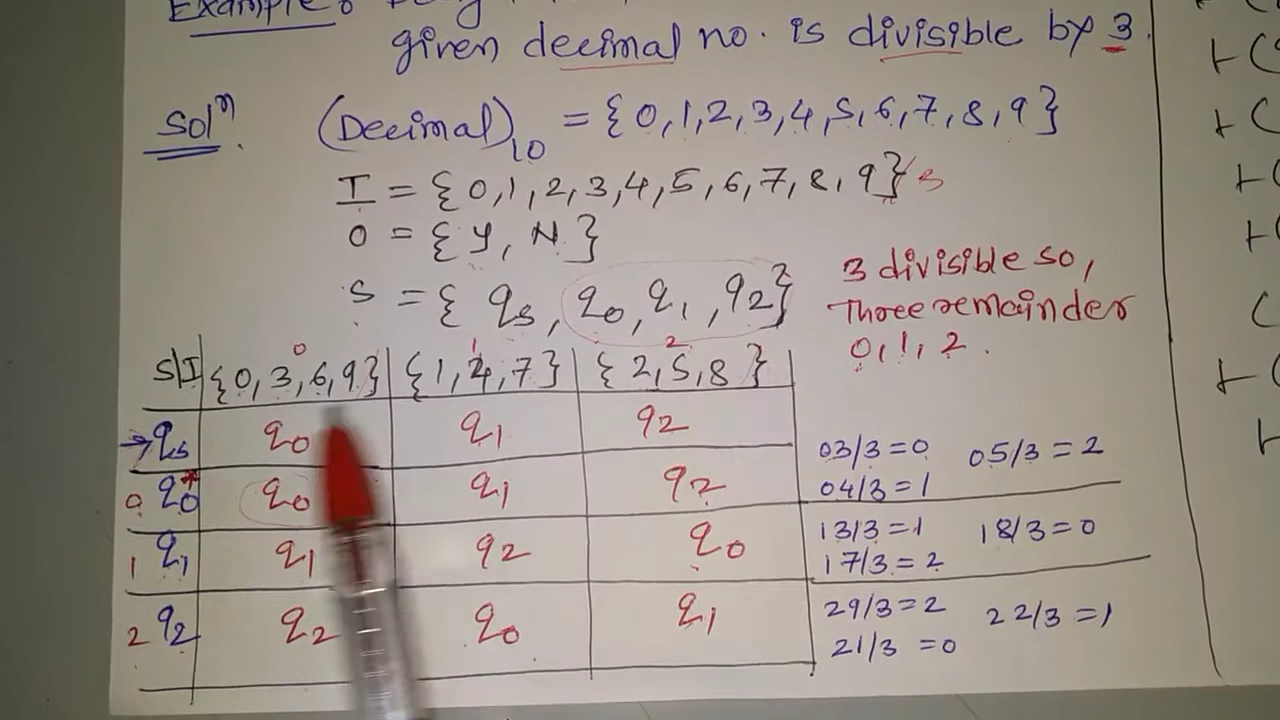 Example:
given decimal no. is divisible by 3.
Solⁿ. (Decimal)₁₀ = {0,1,2,3,4,5,6,7,8,9}
I = {0,1,2,3,4,5,6,7,8,9}/3
O = {Y, N.}
S = { qs, q0, q1, q2}
3 divisible so,
Three remainder
0, 1, 2.
0 1 2
S|I {0,3,6,9} {1,4,7} {2,5,8}
→qs q0 q1 q2
0 q0* q0 q1 q2
1 q1 q1 q2 q0
2 q2 q2 q0 q1
03/3=0 05/3=2
04/3=1
13/3=1 18/3=0
17/3=2
29/3=2 22/3=1
21/3=0